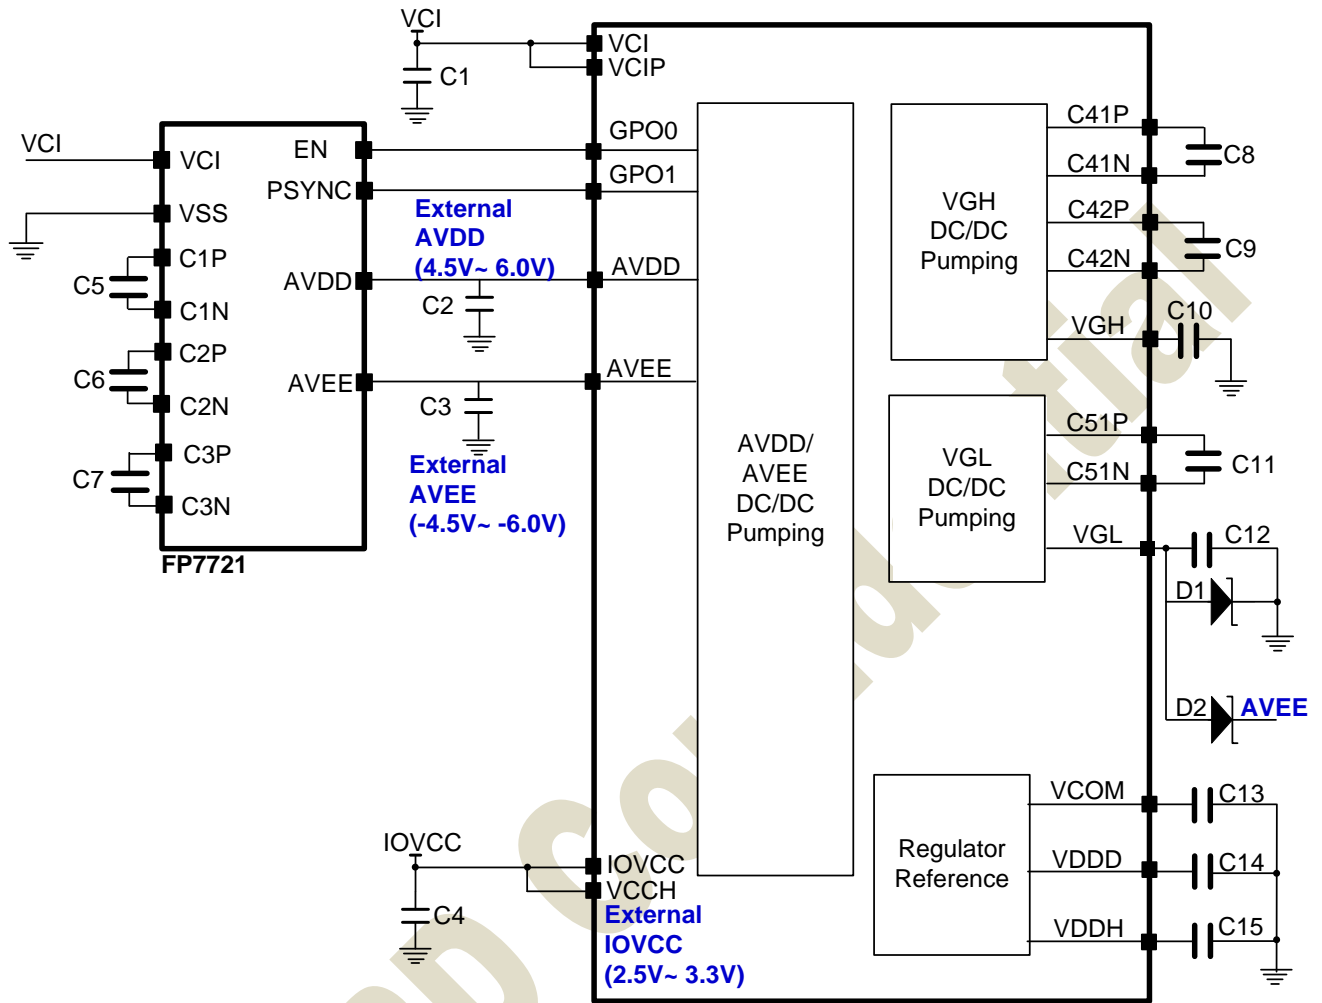 VCI
C1
VCI
VCIP
VCI
VCI
VSS
C1P
C1N
C2P
C2N
C3P
C3N
C5
C6
C7
EN
PSYNC
AVDD
AVEE
FP7721
GPO0
GPO1
AVDD
AVEE
External
AVDD
(4.5V~ 6.0V)
C2
C3
External
AVEE
(-4.5V~ -6.0V)
AVDD/
AVEE
DC/DC
Pumping
IOVCC
C4
IOVCC
VCCH
External
IOVCC
(2.5V~ 3.3V)
VGH
DC/DC
Pumping
C41P
C41N
C42P
C42N
VGH
C8
C9
C10
VGL
DC/DC
Pumping
C51P
C51N
VGL
C11
C12
D1
D2
AVEE
Regulator
Reference
VCOM
VDDD
VDDH
C13
C14
C15